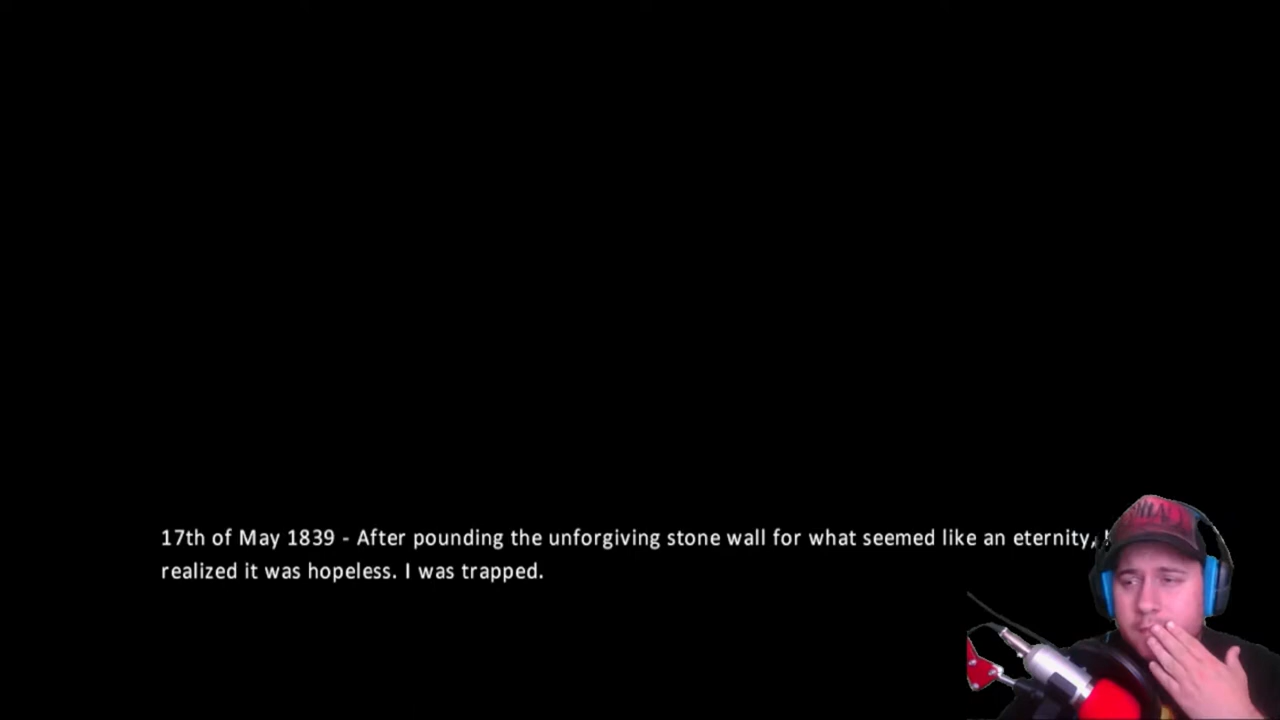 17th of May 1839 - After pounding the unforgiving stone wall for what seemed like an eternity, I
realized it was hopeless. I was trapped.